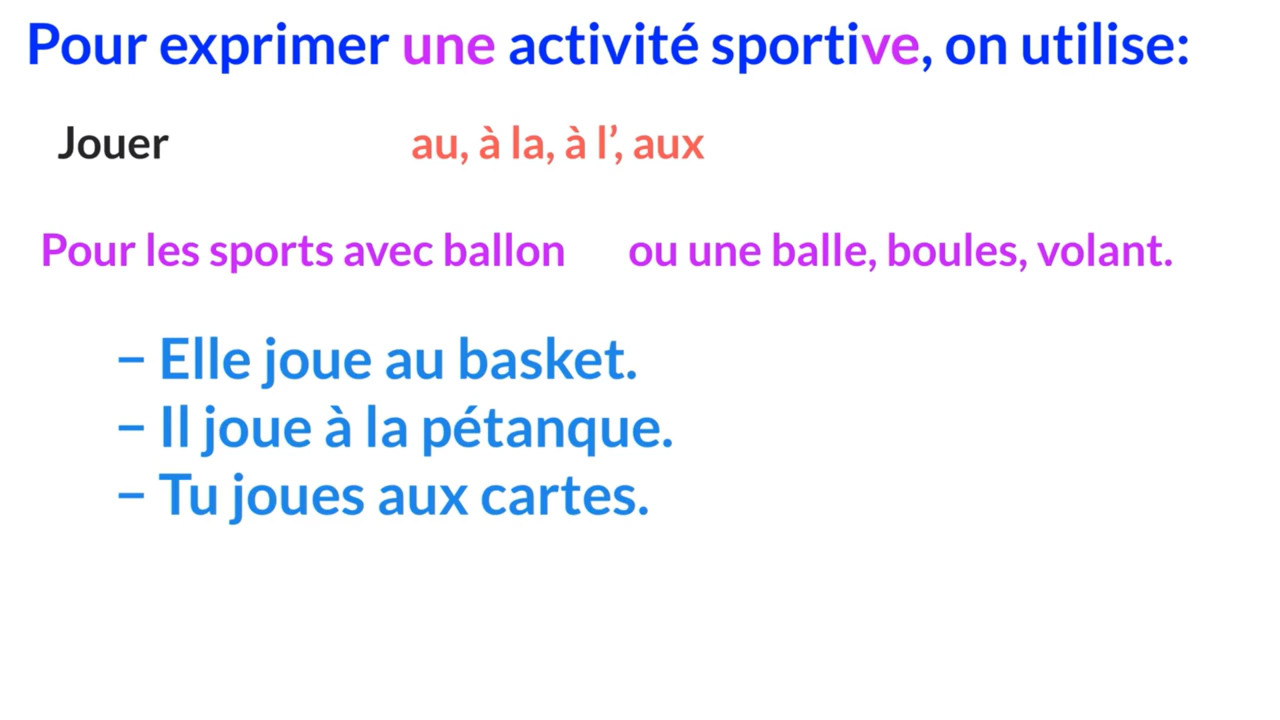 Pour exprimer une activité sportive, on utilise:
Jouer au, à la, à l’, aux
Pour les sports avec ballon ou une balle, boules, volant.
– Elle joue au basket.
– Il joue à la pétanque.
– Tu joues aux cartes.